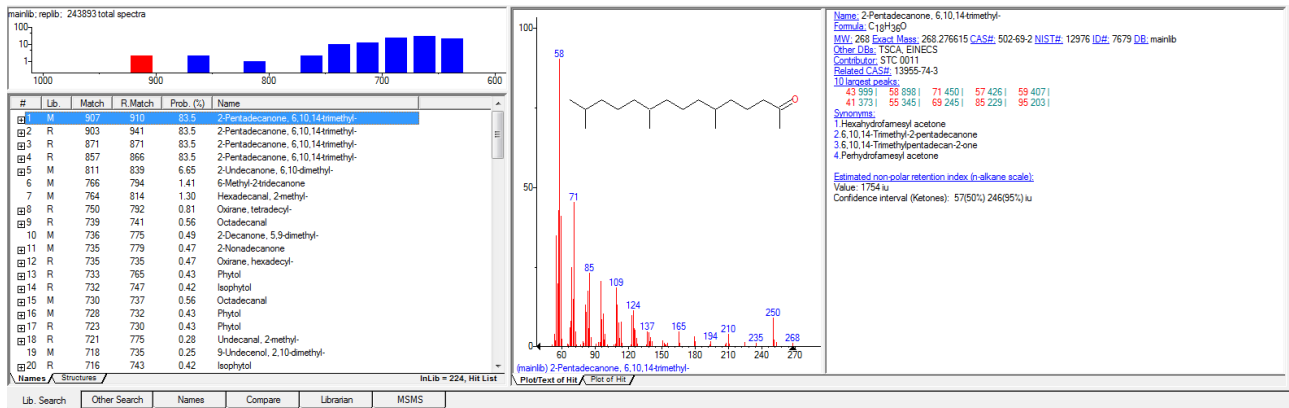 mainlib; replib; 243893 total spectra
100-
10-
1-
1000 900 800 700 600
# Lib. Match R.Match Prob. (%) Name
1 M 907 910 83.5 2-Pentadecanone, 6,10,14-trimethyl-
2 R 903 941 83.5 2-Pentadecanone, 6,10,14-trimethyl-
3 R 871 871 83.5 2-Pentadecanone, 6,10,14-trimethyl-
4 R 857 866 83.5 2-Pentadecanone, 6,10,14-trimethyl-
5 M 811 839 6.65 2-Undecanone, 6,10-dimethyl-
6 M 766 794 1.41 6-Methyl-2-tridecanone
7 M 764 814 1.30 Hexadecanal, 2-methyl-
8 R 750 792 0.81 Oxirane, tetradecyl-
9 R 739 741 0.56 Octadecanal
10 M 736 775 0.49 2-Decanone, 5,9-dimethyl-
11 M 735 779 0.47 2-Nonadecanone
12 R 735 735 0.47 Oxirane, hexadecyl-
13 R 733 765 0.43 Phytol
14 R 732 747 0.42 Isophytol
15 M 730 737 0.56 Octadecanal
16 M 728 732 0.43 Phytol
17 R 723 730 0.43 Phytol
18 R 721 775 0.28 Undecanal, 2-methyl-
19 M 718 735 0.25 9-Undecenol, 2,10-dimethyl-
20 R 716 743 0.42 Isophytol
Names Structures InLib = 224, Hit List
100-
50-
0-
58
71
85
109
124
137
165
194
210
235
250
268
O
60 90 120 150 180 210 240 270
(mainlib) 2-Pentadecanone, 6,10,14-trimethyl-
Plot/Text of Hit Plot of Hit
Name: 2-Pentadecanone, 6,10,14-trimethyl-
Formula: C18H36O
MW: 268 Exact Mass: 268.276615 CAS#: 502-69-2 NIST#: 12976 ID#: 7679 DB: mainlib
Other DBs: TSCA, EINECS
Contributor: STC 0011
Related CAS#: 13955-74-3
10 largest peaks:
43 999 | 58 898 | 71 450 | 57 426 | 59 407 |
41 373 | 55 345 | 69 245 | 85 229 | 95 203 |
Synonyms:
1.Hexahydrofarnesyl acetone
2.6,10,14-Trimethyl-2-pentadecanone
3.6,10,14-Trimethylpentadecan-2-one
4.Perhydrofarnesyl acetone
Estimated non-polar retention index (n-alkane scale):
Value: 1754 iu
Confidence interval (Ketones): 57(50%) 246(95%) iu
Lib. Search Other Search Names Compare Librarian MSMS